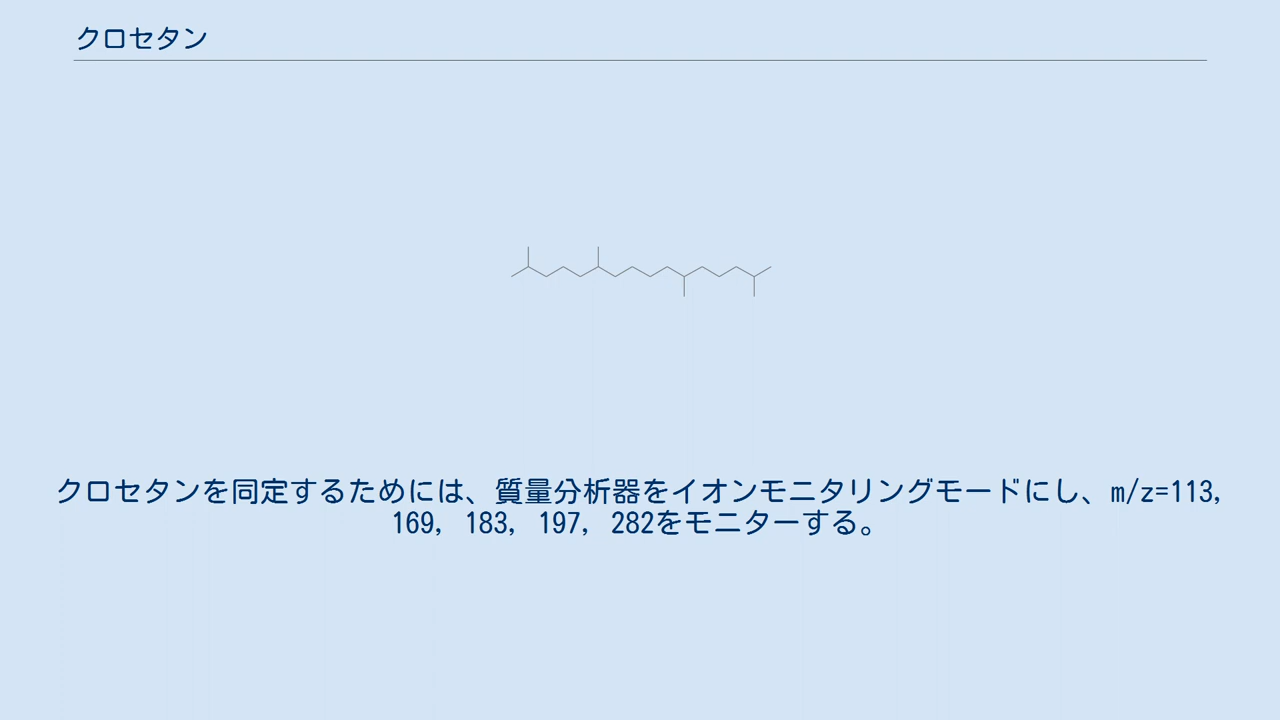 クロセタン
クロセタンを同定するためには、質量分析器をイオンモニタリングモードにし、m/z=113,
169, 183, 197, 282をモニターする。